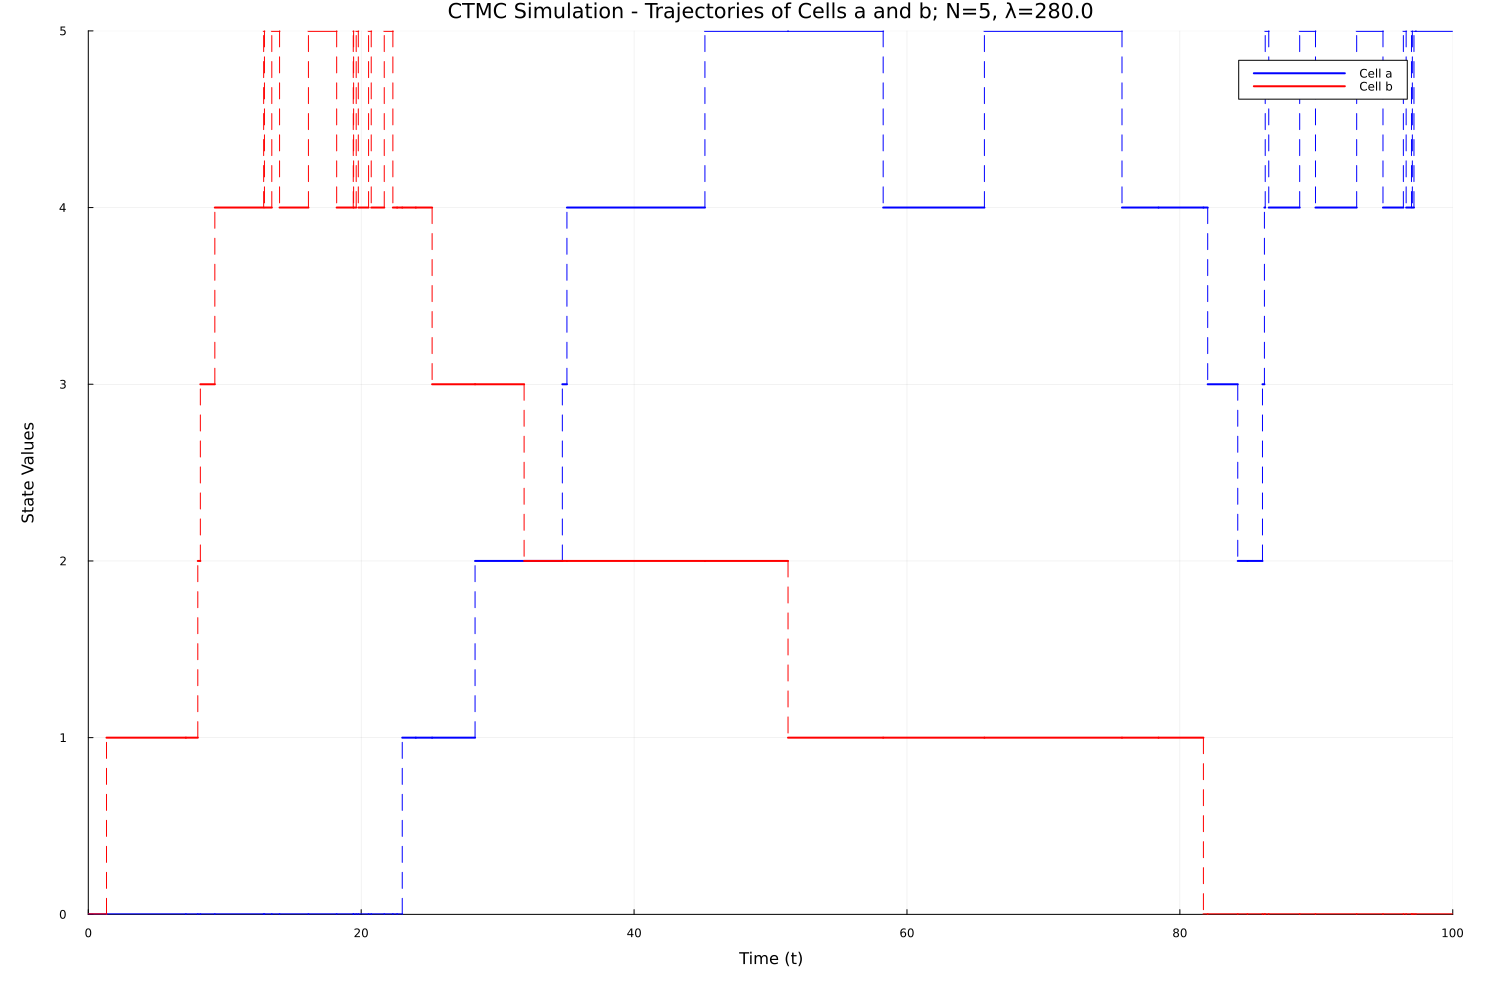 CTMC Simulation - Trajectories of Cells a and b; N=5, λ=280.0
5
Cell a
Cell b
4
3
State Values
2
1
0
0 20 40 60 80 100
Time (t)